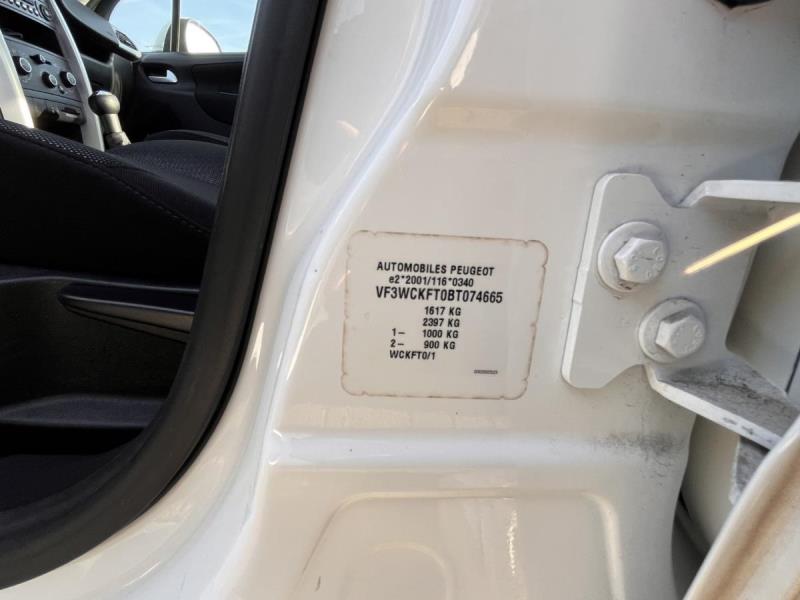 AUTOMOBILES PEUGEOT
e2*2001/116*0340
VF3WCKFT0BT074665
1617 KG
2397 KG
1– 1000 KG
2– 900 KG
WCKFT0/1